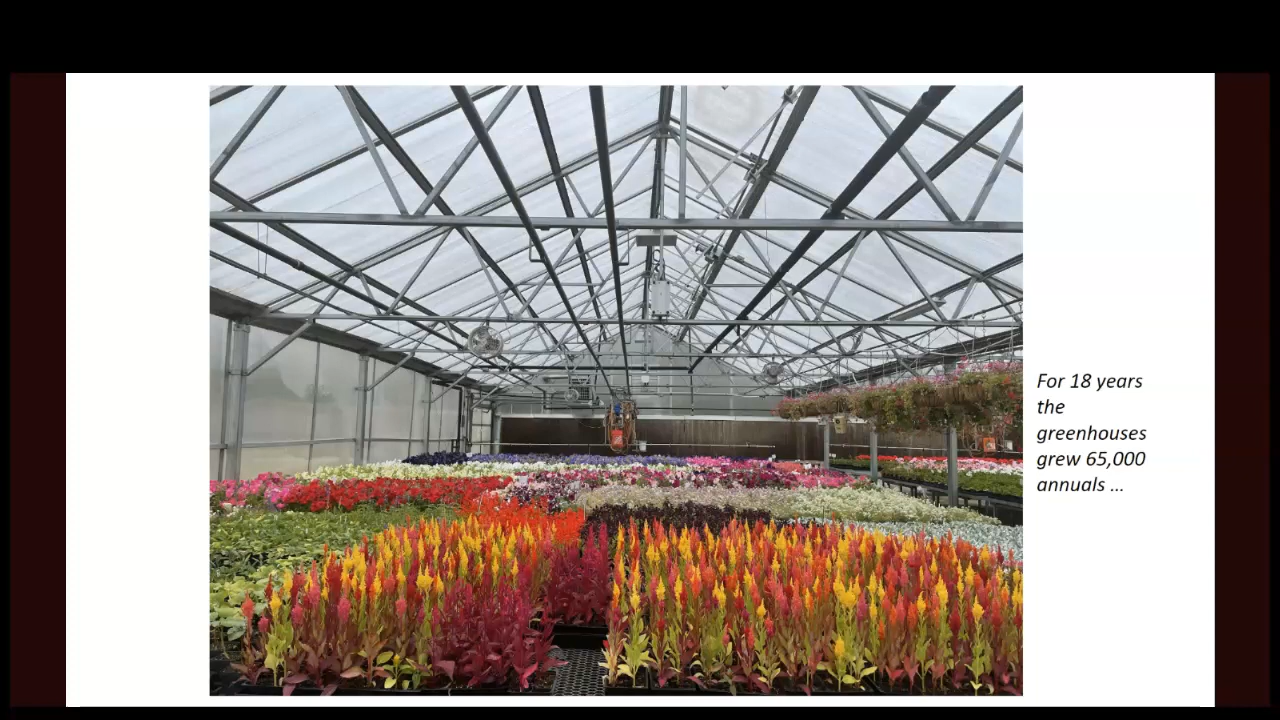 For 18 years
the
greenhouses
grew 65,000
annuals ...